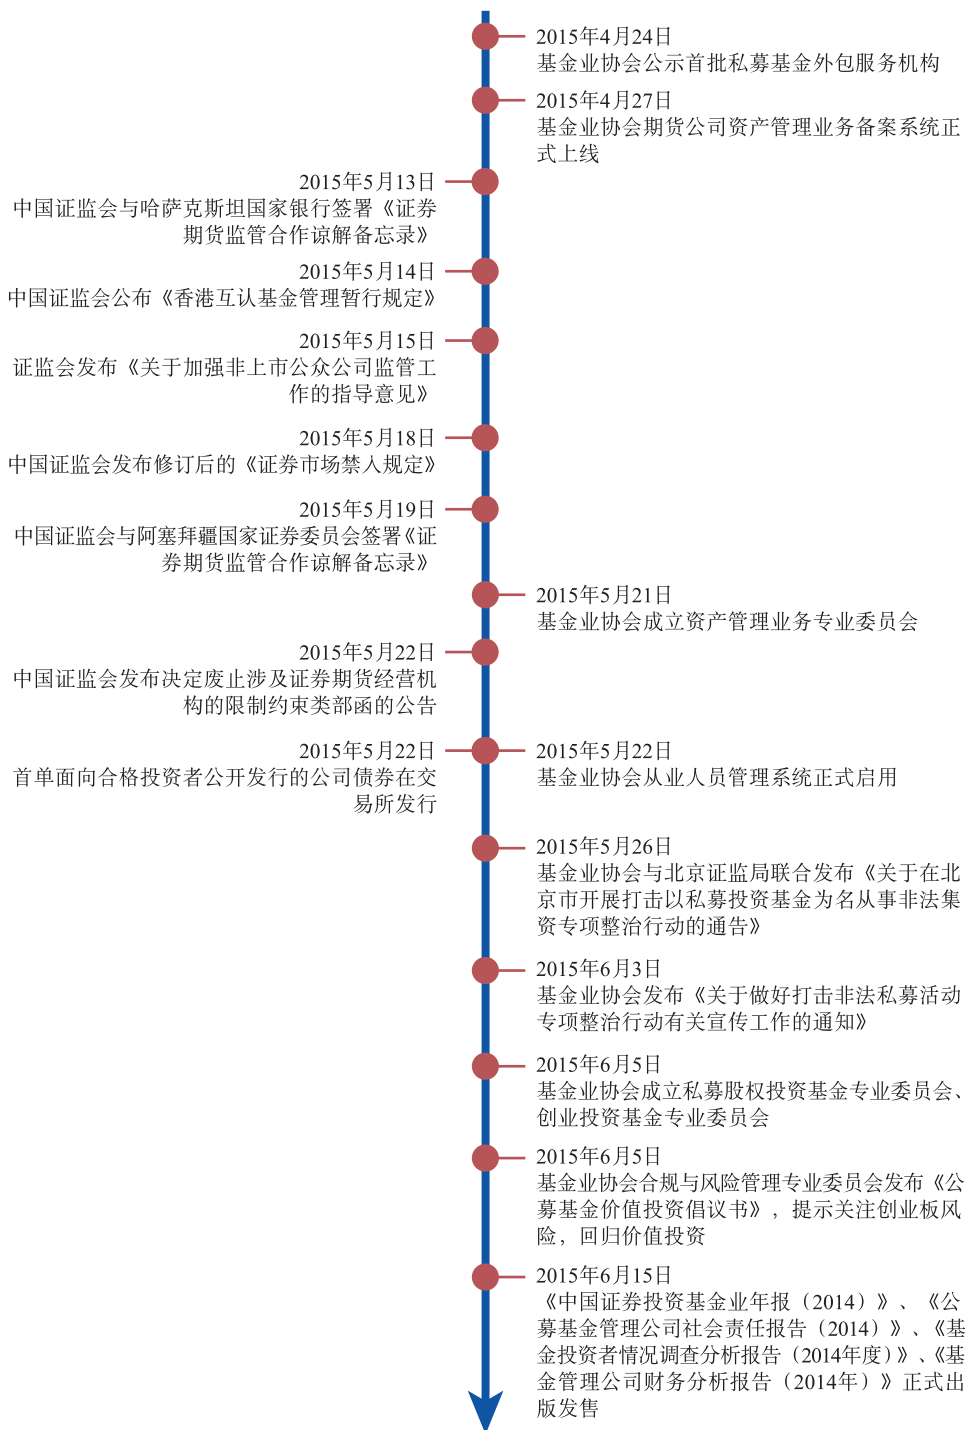 2015年4月24日
基金业协会公示首批私募基金外包服务机构
2015年4月27日
基金业协会期货公司资产管理业务备案系统正
式上线
2015年5月13日
中国证监会与哈萨克斯坦国家银行签署《证券
期货监管合作谅解备忘录》
2015年5月14日
中国证监会公布《香港互认基金管理暂行规定》
2015年5月15日
证监会发布《关于加强非上市公众公司监管工
作的指导意见》
2015年5月18日
中国证监会发布修订后的《证券市场禁入规定》
2015年5月19日
中国证监会与阿塞拜疆国家证券委员会签署《证
券期货监管合作谅解备忘录》
2015年5月21日
基金业协会成立资产管理业务专业委员会
2015年5月22日
中国证监会发布决定废止涉及证券期货经营机
构的限制约束类部函的公告
2015年5月22日
首单面向合格投资者公开发行的公司债券在交
易所发行
2015年5月22日
基金业协会从业人员管理系统正式启用
2015年5月26日
基金业协会与北京证监局联合发布《关于在北
京市开展打击以私募投资基金为名从事非法集
资专项整治行动的通告》
2015年6月3日
基金业协会发布《关于做好打击非法私募活动
专项整治行动有关宣传工作的通知》
2015年6月5日
基金业协会成立私募股权投资基金专业委员会、
创业投资基金专业委员会
2015年6月5日
基金业协会合规与风险管理专业委员会发布《公
募基金价值投资倡议书》，提示关注创业板风
险，回归价值投资
2015年6月15日
《中国证券投资基金业年报（2014）》、《公
募基金管理公司社会责任报告（2014）》、《基
金投资者情况调查分析报告（2014年度）》、《基
金管理公司财务分析报告（2014年）》正式出
版发售